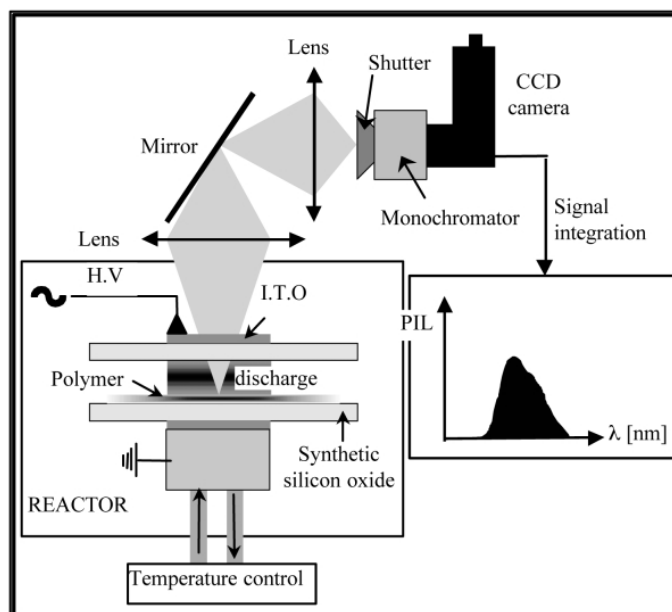 Lens
Shutter
CCD
camera
Mirror
Monochromator
Signal
integration
Lens
H.V
I.T.O
PIL
Polymer
discharge
λ [nm]
Synthetic
silicon oxide
REACTOR
Temperature control